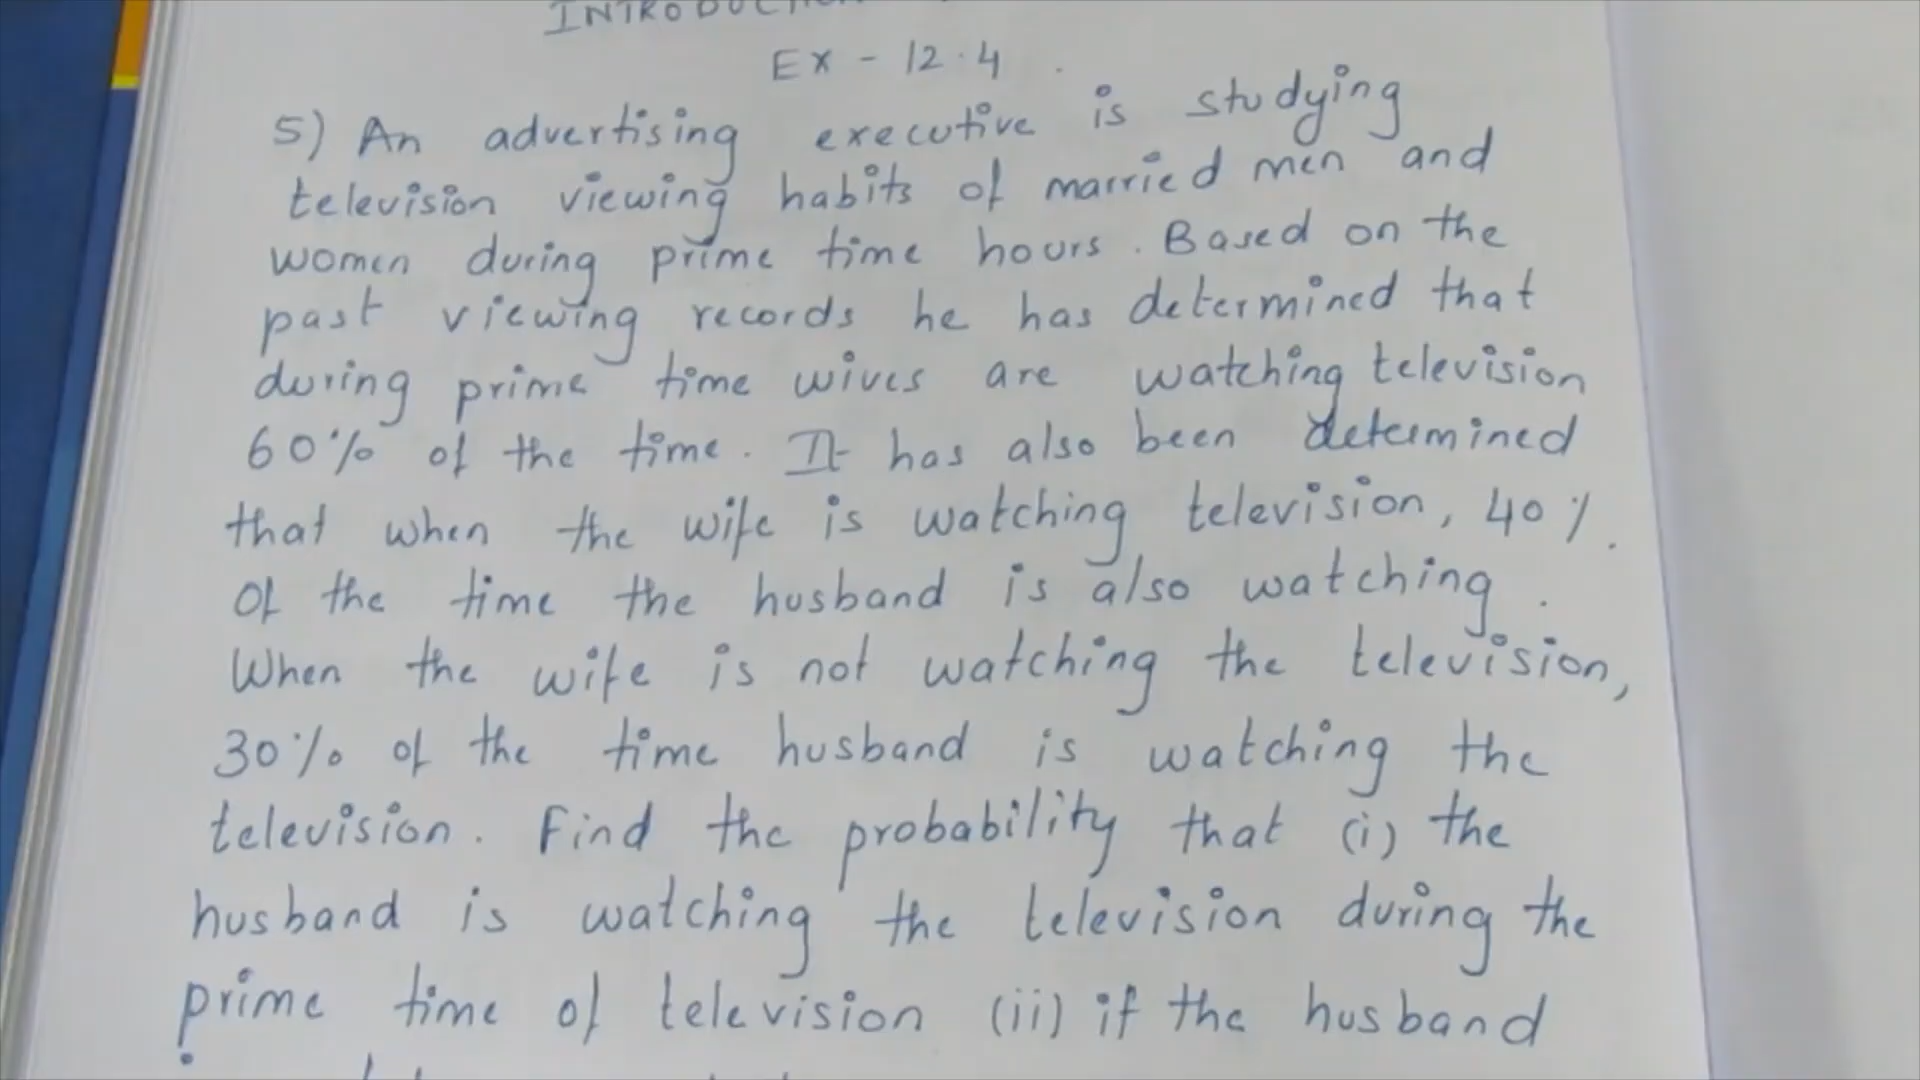 EX - 12.4
5) An advertising executive is studying
television viewing habits of married men and
women during prime time hours. Based on the
past viewing records he has determined that
during prime time wives are watching television
60% of the time. It has also been determined
that when the wife is watching television, 40%.
Of the time the husband is also watching.
When the wife is not watching the television,
30% of the time husband is watching the
television. Find the probability that (i) the
husband is watching the television during the
prime time of television (ii) if the husband